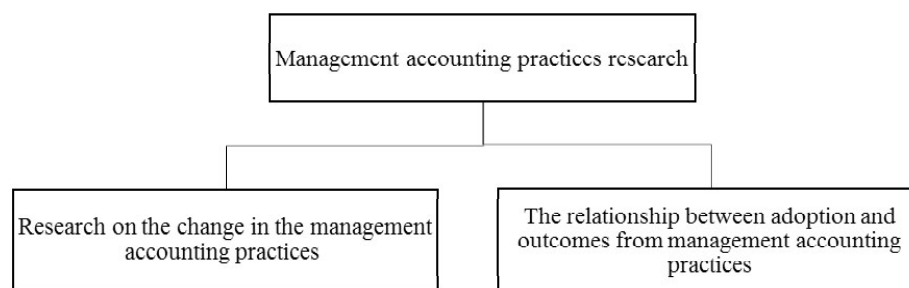 Management accounting practices research
Research on the change in the management
accounting practices
The relationship between adoption and
outcomes from management accounting
practices